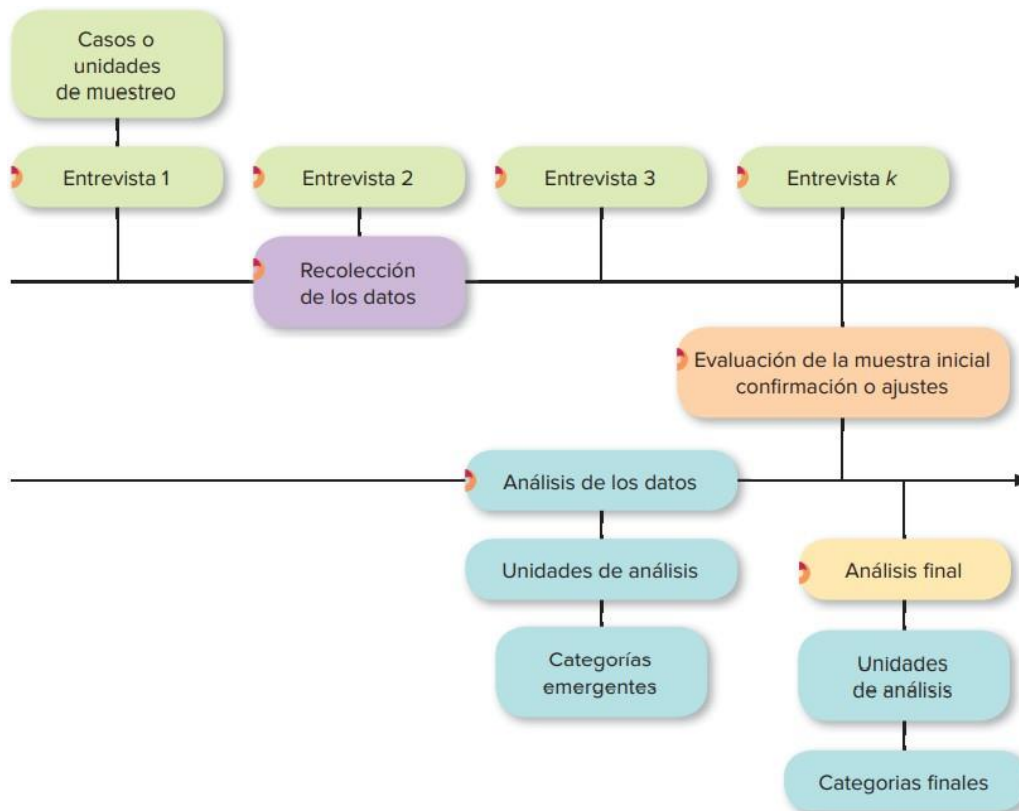 Casos o
unidades
de muestreo
Entrevista 1
Entrevista 2
Entrevista 3
Entrevista k
Recolección
de los datos
Evaluación de la muestra inicial
confirmación o ajustes
Análisis de los datos
Unidades de análisis
Categorías
emergentes
Análisis final
Unidades
de análisis
Categorias finales